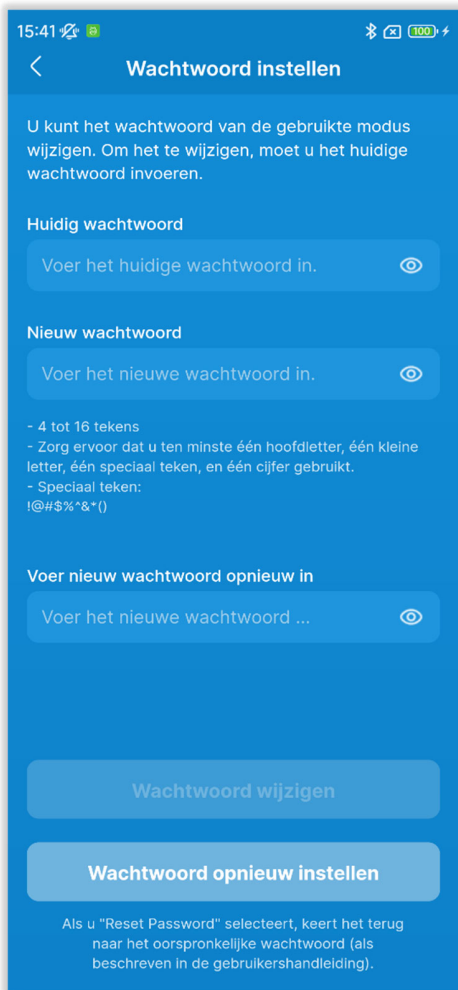 15:41
100
Wachtwoord instellen
U kunt het wachtwoord van de gebruikte modus
wijzigen. Om het te wijzigen, moet u het huidige
wachtwoord invoeren.
Huidig wachtwoord
Voer het huidige wachtwoord in.
Nieuw wachtwoord
Voer het nieuwe wachtwoord in.
- 4 tot 16 tekens
- Zorg ervoor dat u ten minste één hoofdletter, één kleine
letter, één speciaal teken, en één cijfer gebruikt.
- Speciaal teken:
!@#$%^&*()
Voer nieuw wachtwoord opnieuw in
Voer het nieuwe wachtwoord ...
Wachtwoord wijzigen
Wachtwoord opnieuw instellen
Als u "Reset Password" selecteert, keert het terug
naar het oorspronkelijke wachtwoord (als
beschreven in de gebruikershandleiding).